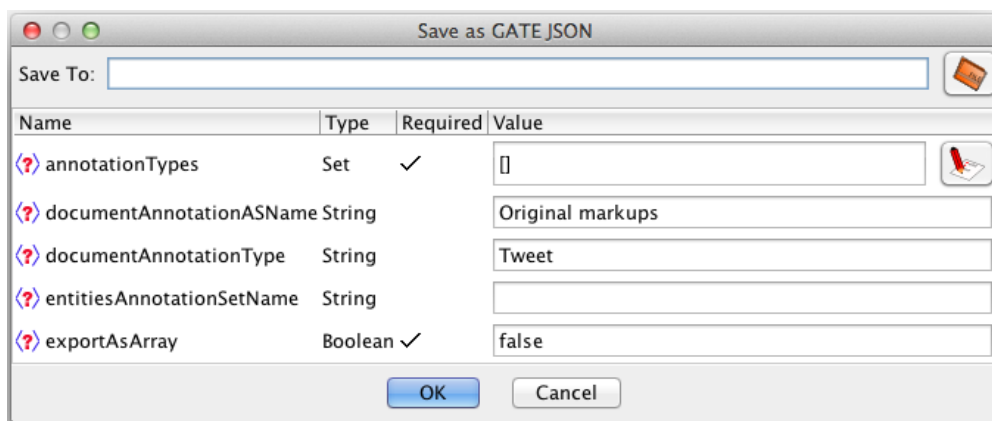 Save as GATE JSON
Save To:
Name Type Required Value
<?> annotationTypes Set ✓ []
<?> documentAnnotationASName String Original markups
<?> documentAnnotationType String Tweet
<?> entitiesAnnotationSetName String
<?> exportAsArray Boolean ✓ false
OK Cancel